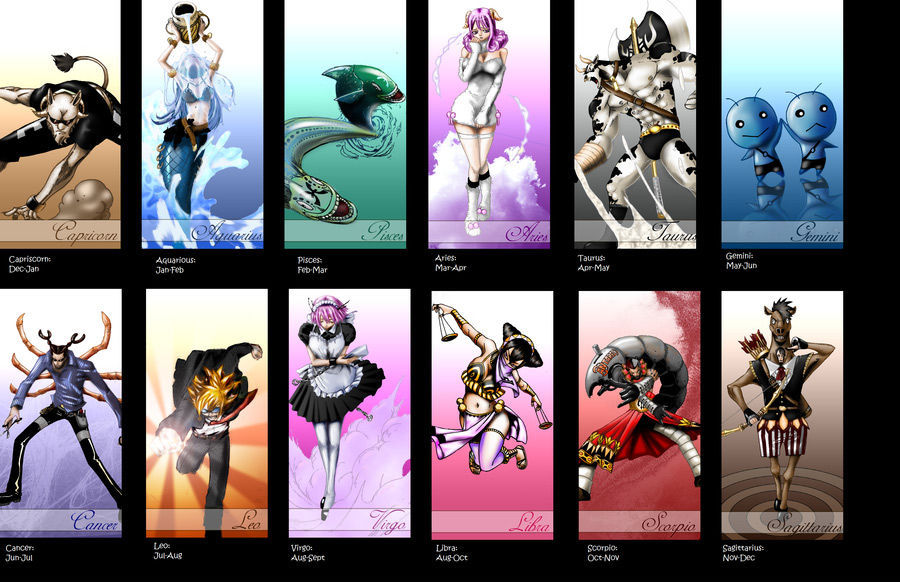 Capricorn
Aquarius
Pisces
Aries
Taurus
Gemini
Capriscorn:
Dec-Jan
Aquarious:
Jan-Feb
Pisces:
Feb-Mar
Aries:
Mar-Apr
Taurus:
Apr-May
Gemini:
May-Jun
Cancer
Leo
Virgo
Libra
Scorpio
Sagittarius
Cancer:
Jun-Jul
Leo:
Jul-Aug
Virgo:
Aug-Sept
Libra:
Aug-Oct
Scorpio:
Oct-Nov
Sagittarius:
Nov-Dec